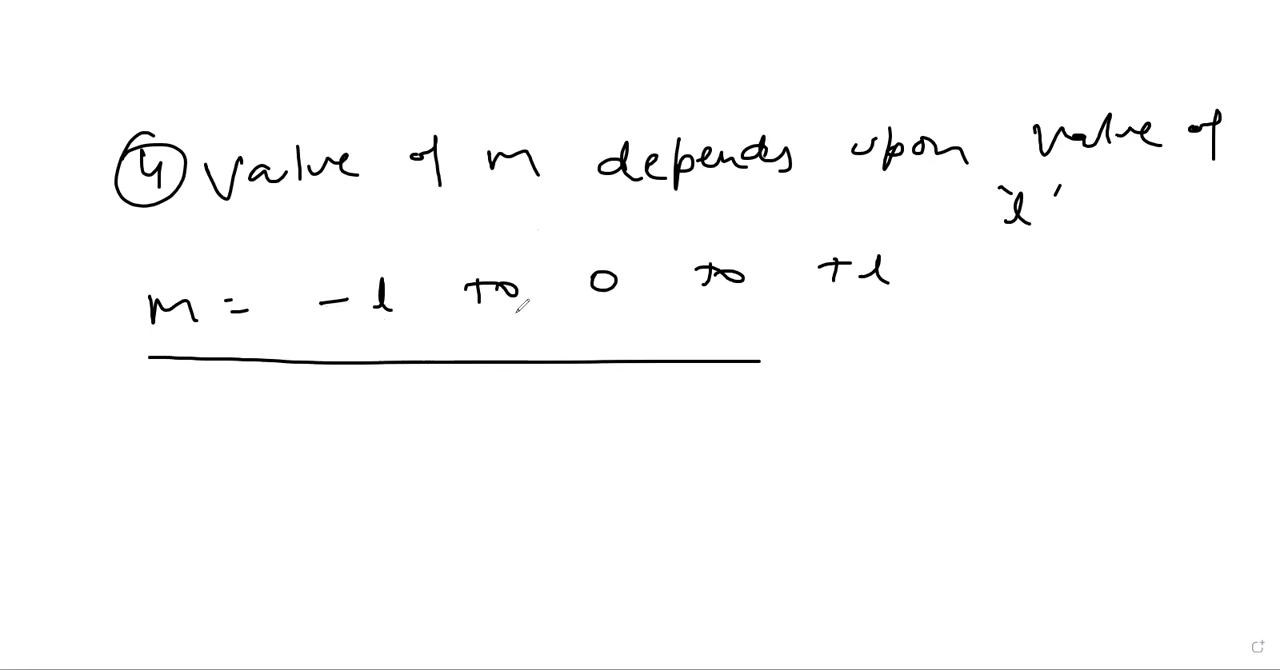 ④ value of m depends upon value of
'l'
m = - l to 0 to + l